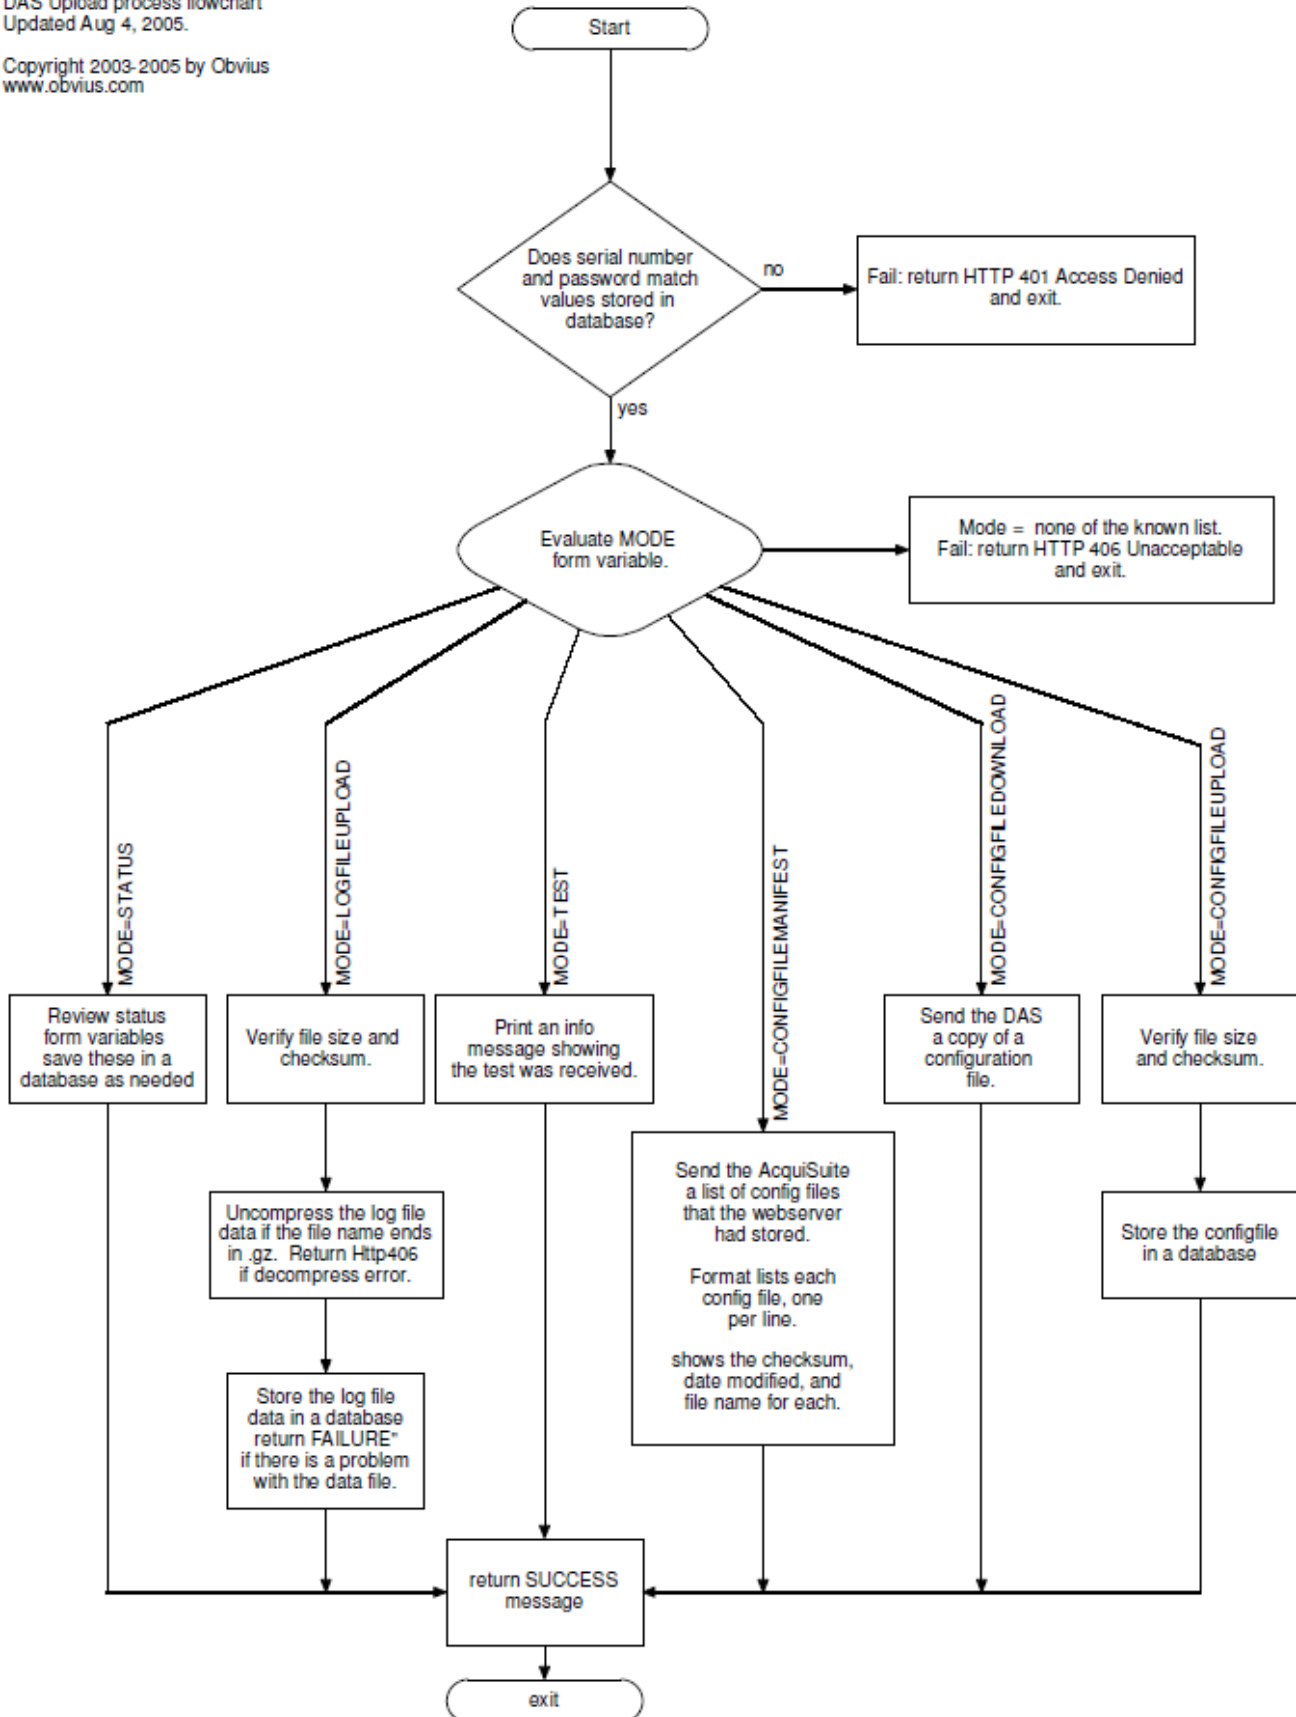 DAS Upload process flowchart
Updated Aug 4, 2005.
Copyright 2003-2005 by Obvius
www.obvius.com
Start
Does serial number
and password match
values stored in
database?
no
Fail: return HTTP 401 Access Denied
and exit.
yes
Evaluate MODE
form variable.
Mode = none of the known list.
Fail: return HTTP 406 Unacceptable
and exit.
MODE=STATUS
MODE=LOGFILEUPLOAD
MODE=TEST
MODE=CONFIGFILEMANIFEST
MODE=CONFIGFILEDOWNLOAD
MODE=CONFIGFILEUPLOAD
Review status
form variables
save these in a
database as needed
Verify file size and
checksum.
Print an info
message showing
the test was received.
Send the DAS
a copy of a
configuration
file.
Verify file size
and checksum.
Uncompress the log file
data if the file name ends
in .gz. Return Http406
if decompress error.
Send the AcquiSuite
a list of config files
that the webserver
had stored.
Format lists each
config file, one
per line.
shows the checksum,
date modified, and
file name for each.
Store the configfile
in a database
Store the log file
data in a database
return FAILURE"
if there is a problem
with the data file.
return SUCCESS
message
exit